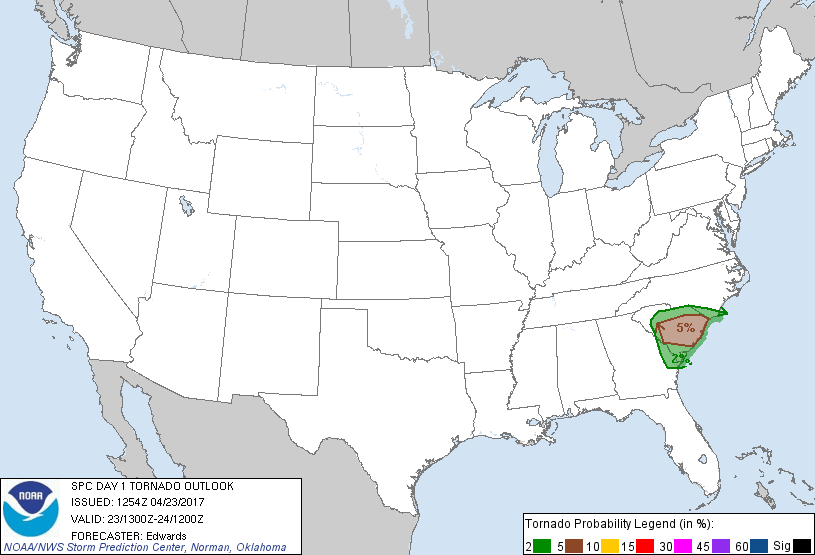 5%
2%
NOAA
SPC DAY 1 TORNADO OUTLOOK
ISSUED: 1254Z 04/23/2017
VALID: 23/1300Z-24/1200Z
FORECASTER: Edwards
NOAA/NWS Storm Prediction Center, Norman, Oklahoma
Tornado Probability Legend (in %):
2 5 10 15 30 45 60 Sig